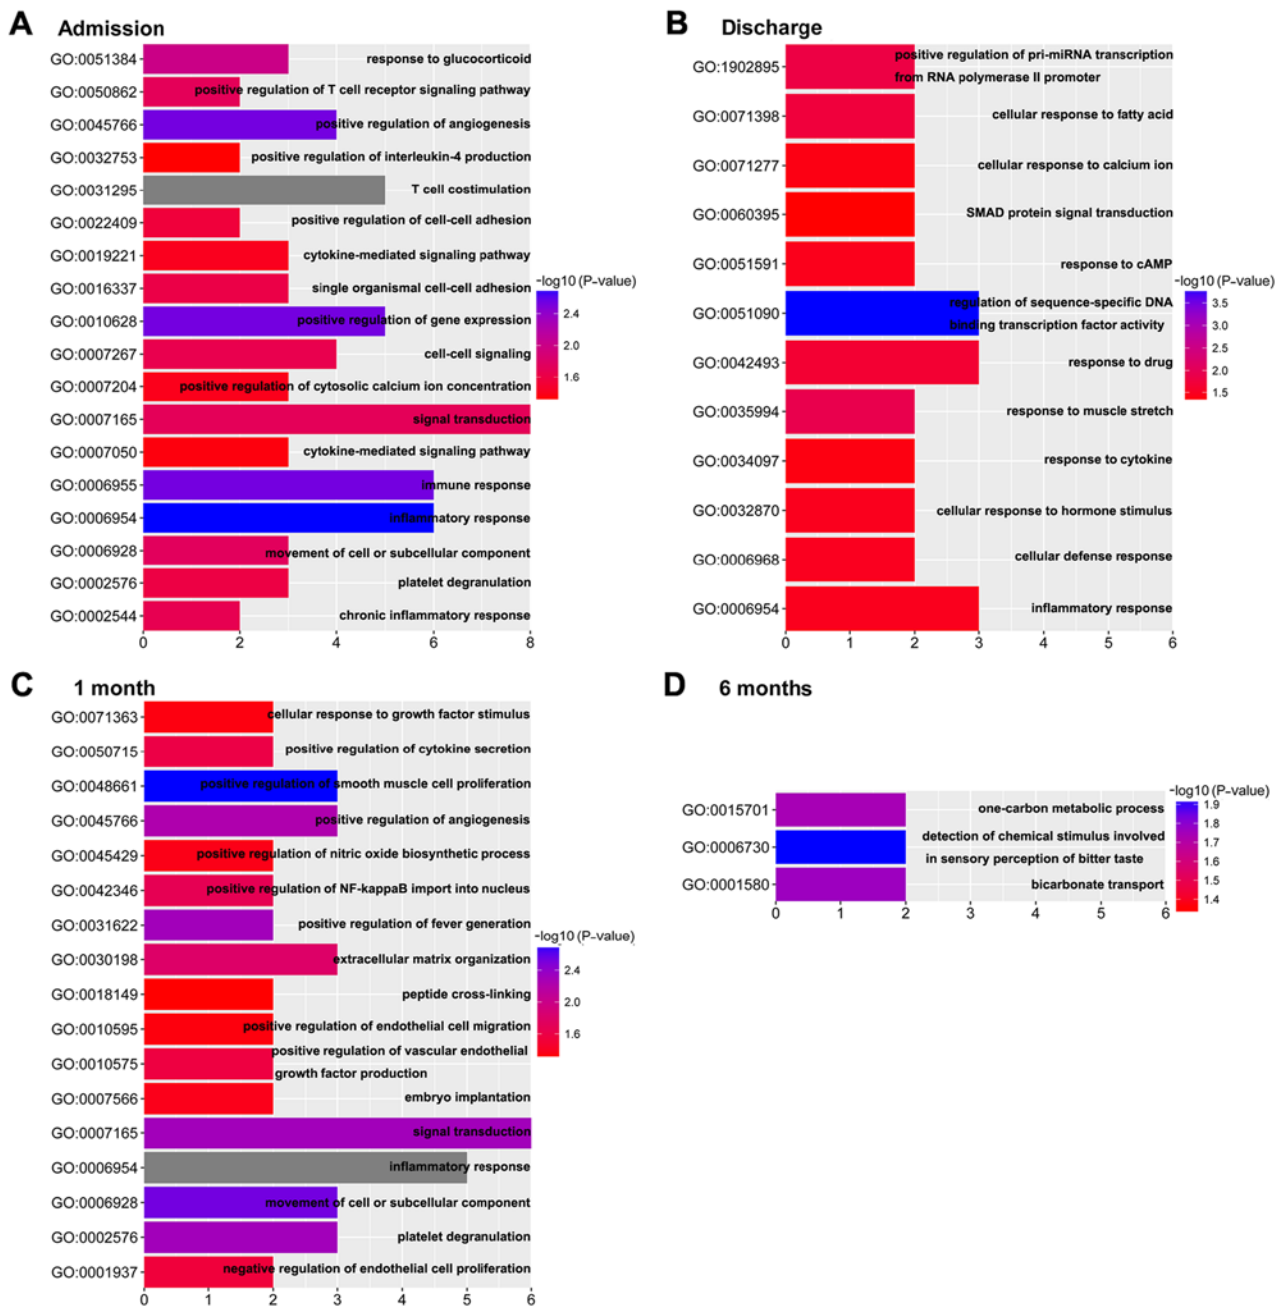 A Admission
GO:0051384 response to glucocorticoid
GO:0050862 positive regulation of T cell receptor signaling pathway
GO:0045766 positive regulation of angiogenesis
GO:0032753 positive regulation of interleukin-4 production
GO:0031295 T cell costimulation
GO:0022409 positive regulation of cell-cell adhesion
GO:0019221 cytokine-mediated signaling pathway
GO:0016337 single organismal cell-cell adhesion
GO:0010628 positive regulation of gene expression
GO:0007267 cell-cell signaling
GO:0007204 positive regulation of cytosolic calcium ion concentration
GO:0007165 signal transduction
GO:0007050 cytokine-mediated signaling pathway
GO:0006955 immune response
GO:0006954 inflammatory response
GO:0006928 movement of cell or subcellular component
GO:0002576 platelet degranulation
GO:0002544 chronic inflammatory response
0 2 4 6 8
-log10 (P-value)
2.4
2.0
1.6
B Discharge
GO:1902895 positive regulation of pri-miRNA transcription
from RNA polymerase II promoter
GO:0071398 cellular response to fatty acid
GO:0071277 cellular response to calcium ion
GO:0060395 SMAD protein signal transduction
GO:0051591 response to cAMP
GO:0051090 regulation of sequence-specific DNA
binding transcription factor activity
GO:0042493 response to drug
GO:0035994 response to muscle stretch
GO:0034097 response to cytokine
GO:0032870 cellular response to hormone stimulus
GO:0006968 cellular defense response
GO:0006954 inflammatory response
0 1 2 3 4 5 6
-log10 (P-value)
3.5
3.0
2.5
2.0
1.5
C 1 month
GO:0071363 cellular response to growth factor stimulus
GO:0050715 positive regulation of cytokine secretion
GO:0048661 positive regulation of smooth muscle cell proliferation
GO:0045766 positive regulation of angiogenesis
GO:0045429 positive regulation of nitric oxide biosynthetic process
GO:0042346 positive regulation of NF-kappaB import into nucleus
GO:0031622 positive regulation of fever generation
GO:0030198 extracellular matrix organization
GO:0018149 peptide cross-linking
GO:0010595 positive regulation of endothelial cell migration
GO:0010575 positive regulation of vascular endothelial
growth factor production
GO:0007566 embryo implantation
GO:0007165 signal transduction
GO:0006954 inflammatory response
GO:0006928 movement of cell or subcellular component
GO:0002576 platelet degranulation
GO:0001937 negative regulation of endothelial cell proliferation
0 1 2 3 4 5 6
-log10 (P-value)
2.4
2.0
1.6
D 6 months
GO:0015701 one-carbon metabolic process
GO:0006730 detection of chemical stimulus involved
in sensory perception of bitter taste
GO:0001580 bicarbonate transport
0 1 2 3 4 5 6
-log10 (P-value)
1.9
1.8
1.7
1.6
1.5
1.4